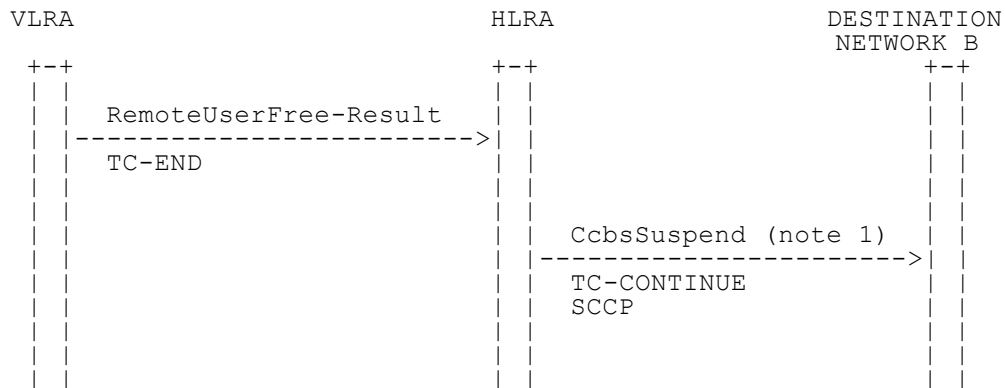 VLRA HLRA DESTINATION
NETWORK B
RemoteUserFree-Result
TC-END
CcbsSuspend (note 1)
TC-CONTINUE
SCCP